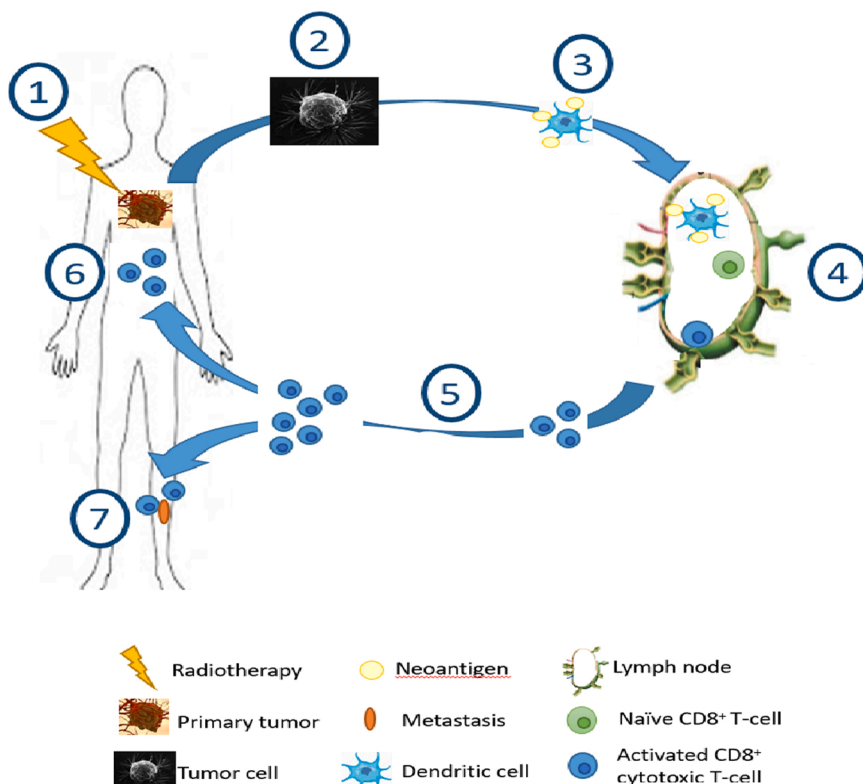 1
2
3
4
5
6
7
Radiotherapy
Neoantigen
Lymph node
Primary tumor
Metastasis
Naïve CD8⁺ T-cell
Tumor cell
Dendritic cell
Activated CD8⁺
cytotoxic T-cell